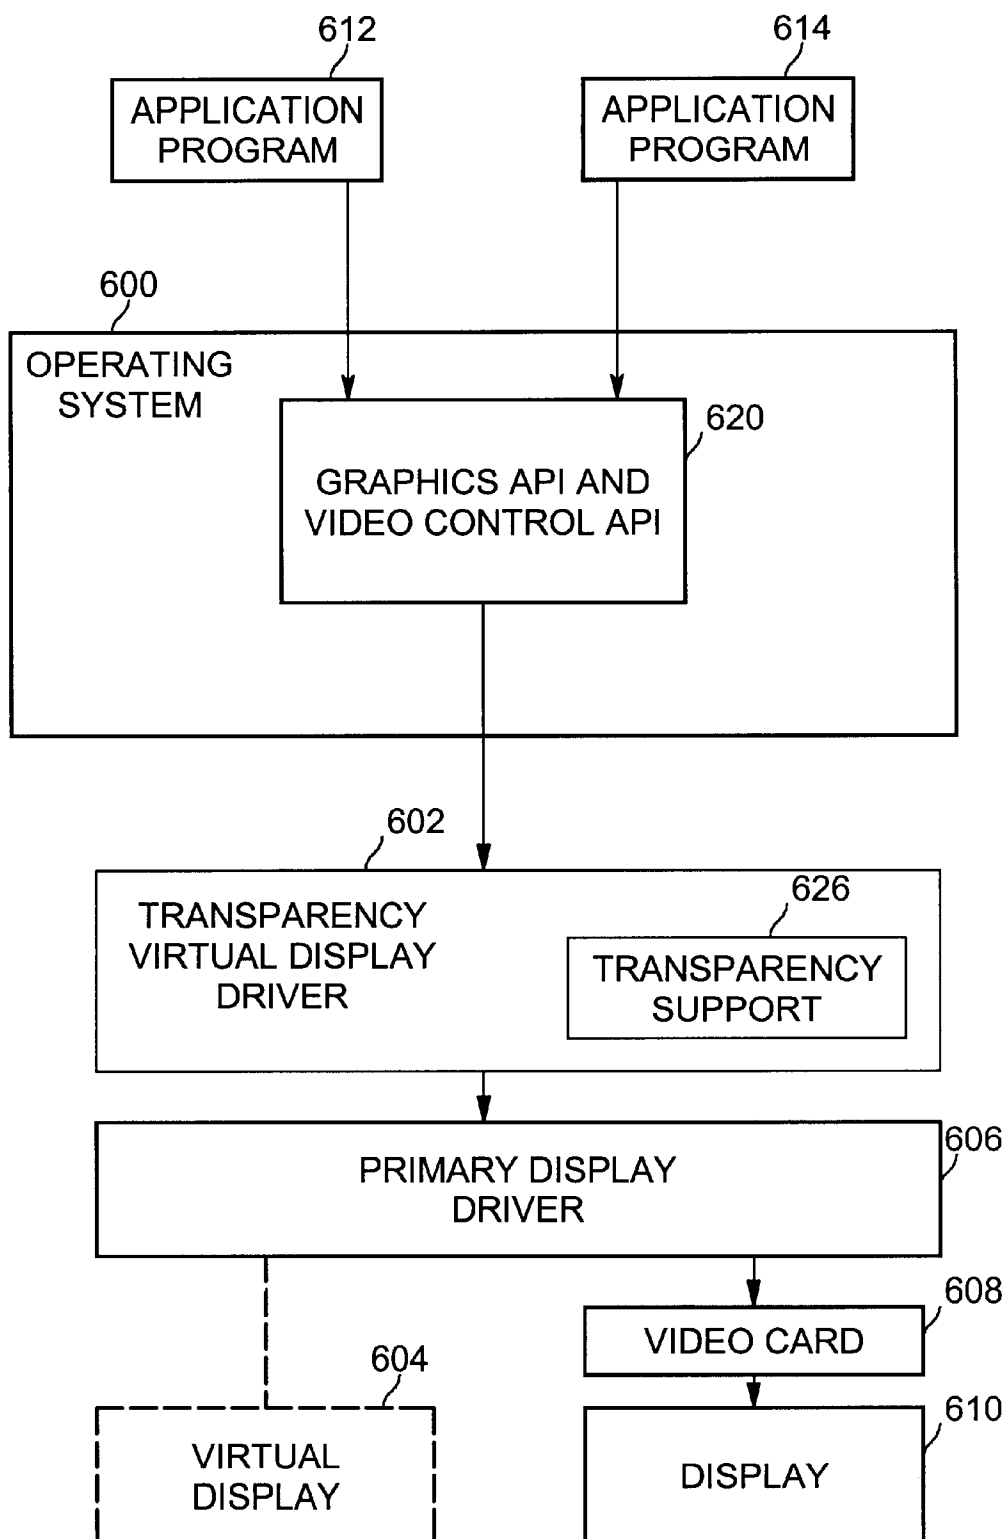 612
614
APPLICATION
PROGRAM
APPLICATION
PROGRAM
600
OPERATING
SYSTEM
620
GRAPHICS API AND
VIDEO CONTROL API
602
626
TRANSPARENCY
VIRTUAL DISPLAY
DRIVER
TRANSPARENCY
SUPPORT
606
PRIMARY DISPLAY
DRIVER
608
VIDEO CARD
604
610
VIRTUAL
DISPLAY
DISPLAY